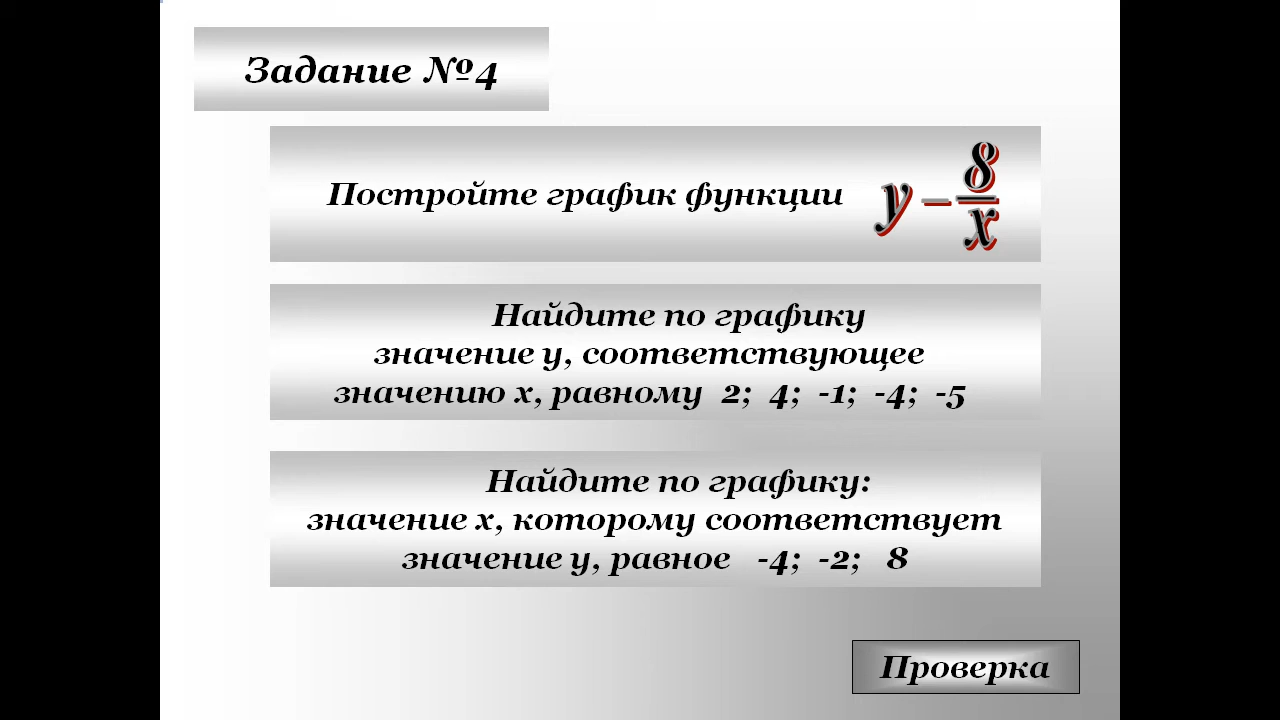 Задание №4
Постройте график функции y – 8/x
Найдите по графику
значение у, соответствующее
значению х, равному 2; 4; -1; -4; -5
Найдите по графику:
значение х, которому соответствует
значение у, равное -4; -2; 8
Проверка